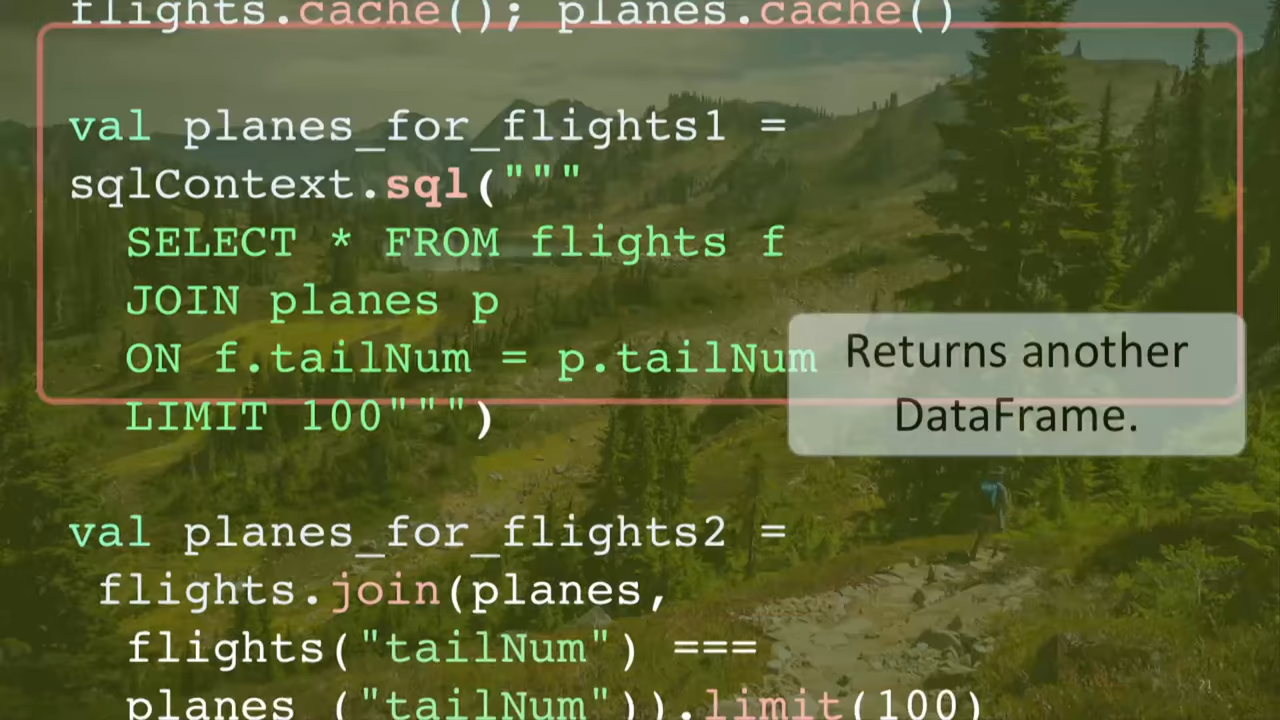 flights.cache(); planes.cache()
val planes_for_flights1 =
sqlContext.sql("""
SELECT * FROM flights f
JOIN planes p
ON f.tailNum = p.tailNum
LIMIT 100""")
Returns another
DataFrame.
val planes_for_flights2 =
flights.join(planes,
flights("tailNum") ===
planes ("tailNum")).limit(100)